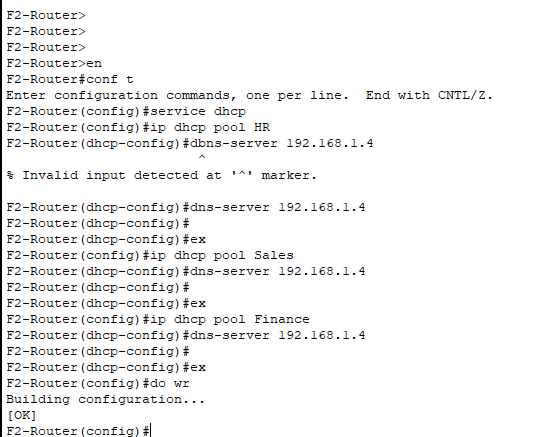 F2-Router>
F2-Router>
F2-Router>
F2-Router>en
F2-Router#conf t
Enter configuration commands, one per line.  End with CNTL/Z.
F2-Router(config)#service dhcp
F2-Router(config)#ip dhcp pool HR
F2-Router(dhcp-config)#dbns-server 192.168.1.4
^
% Invalid input detected at '^' marker.
F2-Router(dhcp-config)#dns-server 192.168.1.4
F2-Router(dhcp-config)#
F2-Router(dhcp-config)#ex
F2-Router(config)#ip dhcp pool Sales
F2-Router(dhcp-config)#dns-server 192.168.1.4
F2-Router(dhcp-config)#
F2-Router(dhcp-config)#ex
F2-Router(config)#ip dhcp pool Finance
F2-Router(dhcp-config)#dns-server 192.168.1.4
F2-Router(dhcp-config)#
F2-Router(dhcp-config)#ex
F2-Router(config)#do wr
Building configuration...
[OK]
F2-Router(config)#